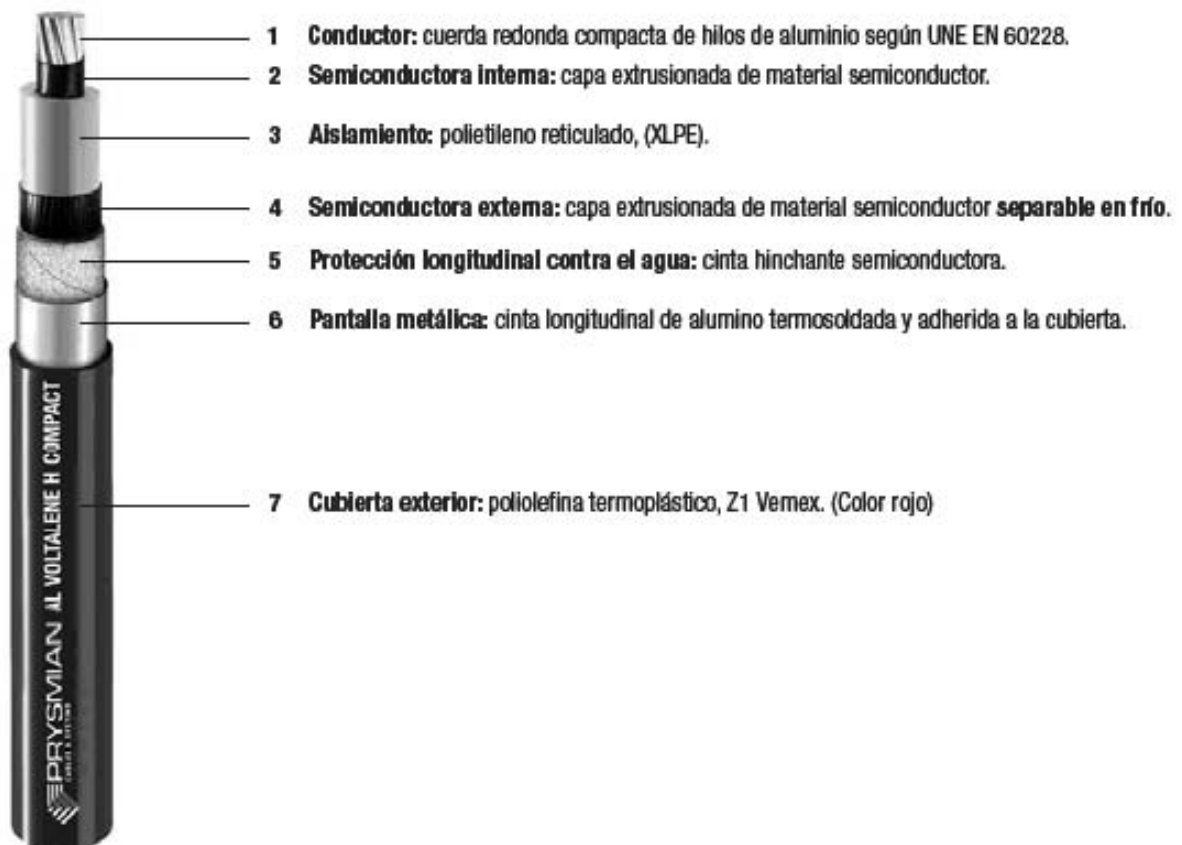 1 Conductor: cuerda redonda compacta de hilos de aluminio según UNE EN 60228.
2 Semiconductora interna: capa extrusionada de material semiconductor.
3 Aislamiento: polietileno reticulado, (XLPE).
4 Semiconductora externa: capa extrusionada de material semiconductor separable en frío.
5 Protección longitudinal contra el agua: cinta hinchante semiconductora.
6 Pantalla metálica: cinta longitudinal de alumino termosoldada y adherida a la cubierta.
7 Cubierta exterior: poliolefina termoplástico, Z1 Vemex. (Color rojo)
PRYSMIAN AL VOLTALENE H COMPACT
CABLES & SYSTEMS